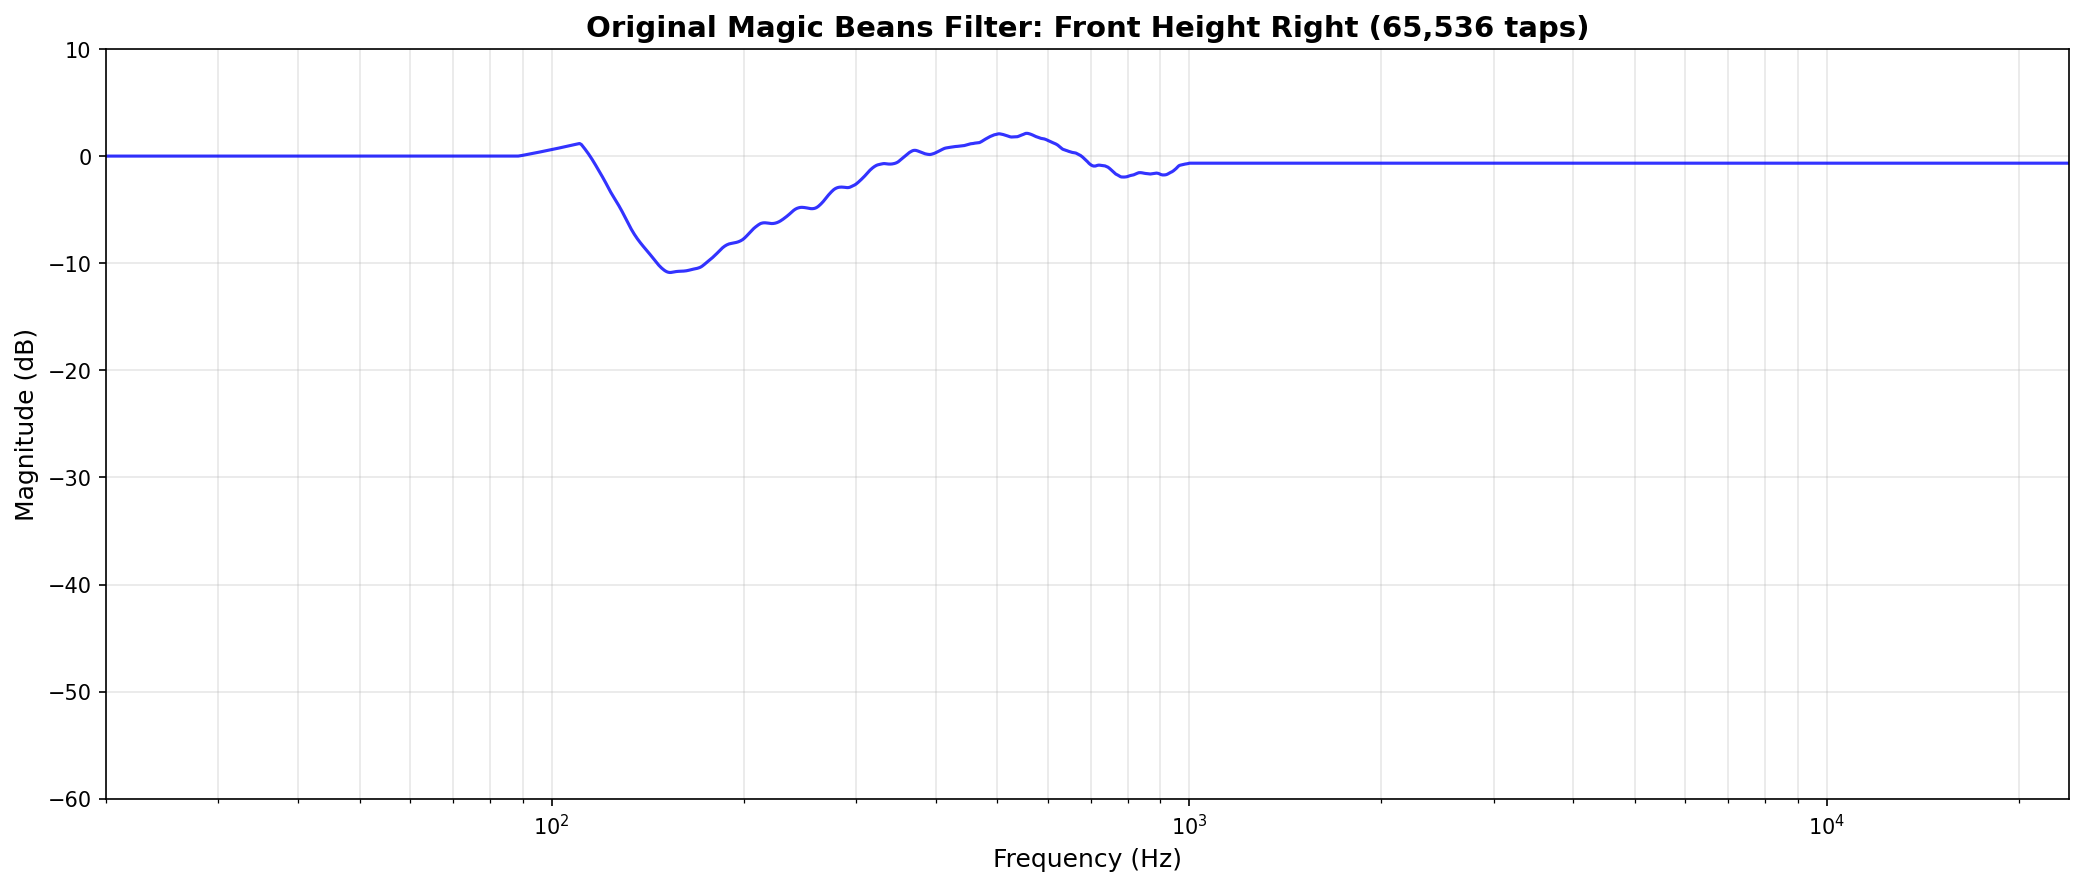 Original Magic Beans Filter: Front Height Right (65,536 taps)
10
0
−10
−20
−30
−40
−50
−60
Magnitude (dB)
10² 10³ 10⁴
Frequency (Hz)